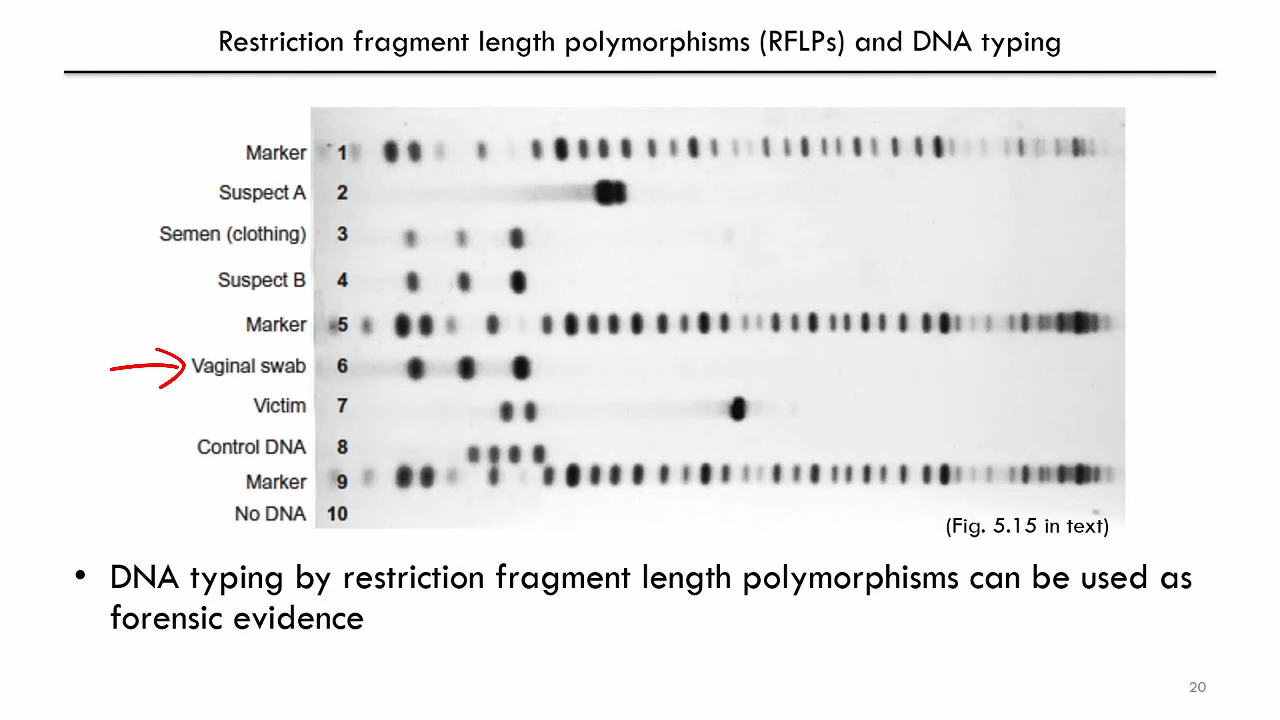 Restriction fragment length polymorphisms (RFLPs) and DNA typing
Marker 1
Suspect A 2
Semen (clothing) 3
Suspect B 4
Marker 5
Vaginal swab 6
Victim 7
Control DNA 8
Marker 9
No DNA 10
(Fig. 5.15 in text)
• DNA typing by restriction fragment length polymorphisms can be used as
forensic evidence
20